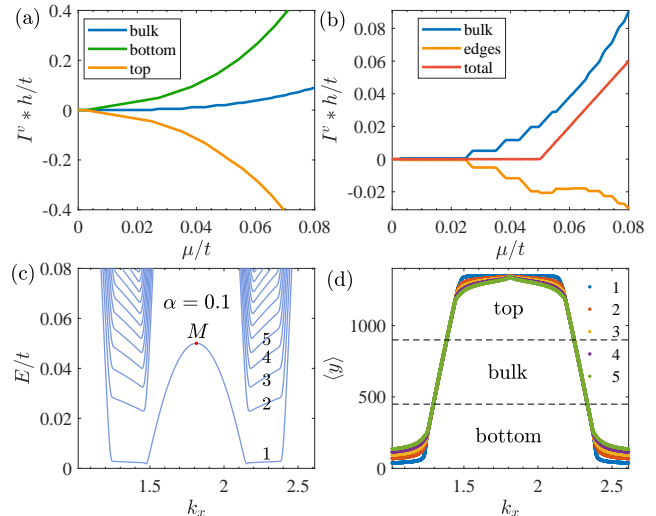 (a)
0.4
0.2
0
-0.2
-0.4
I^v * h/t
bulk
bottom
top
0 0.02 0.04 0.06 0.08
μ/t
(b)
0.08
0.06
0.04
0.02
0
-0.02
I^v * h/t
bulk
edges
total
0 0.02 0.04 0.06 0.08
μ/t
(c)
0.08
0.06
0.04
0.02
0
E/t
α = 0.1
M
5
4
3
2
1
1.5 2 2.5
k_x
(d)
1000
500
0
⟨y⟩
top
bulk
bottom
1
2
3
4
5
1.5 2 2.5
k_x